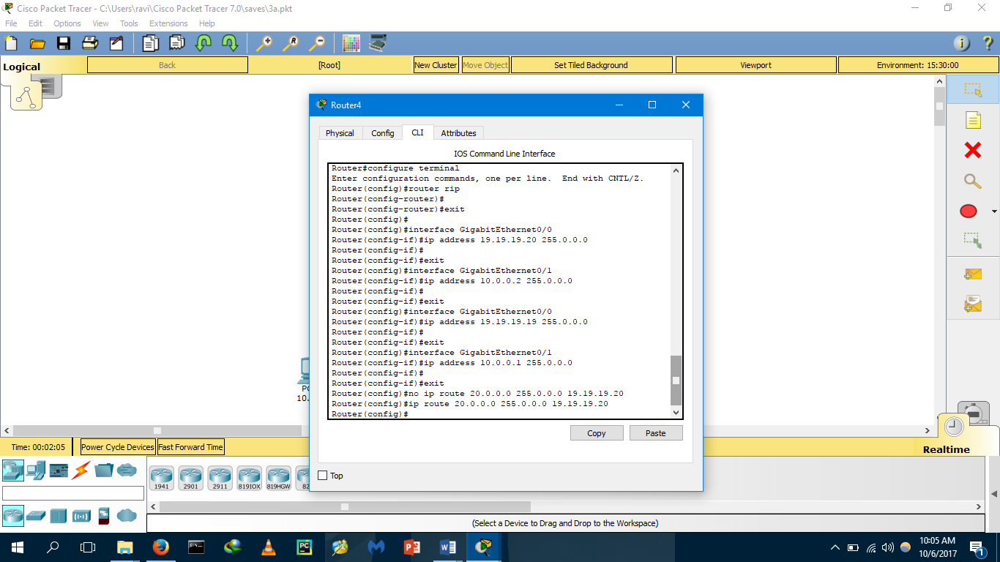 Cisco Packet Tracer - C:\Users\ravi\Cisco Packet Tracer 7.0\saves\3a.pkt
File Edit Options View Tools Extensions Help
Logical
Back
[Root]
New Cluster
Move Object
Set Tiled Background
Viewport
Environment: 15:30:00
Router4
Physical Config CLI Attributes
IOS Command Line Interface
Router#configure terminal
Enter configuration commands, one per line.  End with CNTL/Z.
Router(config)#router rip
Router(config-router)#
Router(config-router)#exit
Router(config)#
Router(config)#interface GigabitEthernet0/0
Router(config-if)#ip address 19.19.19.20 255.0.0.0
Router(config-if)#
Router(config-if)#exit
Router(config)#interface GigabitEthernet0/1
Router(config-if)#ip address 10.0.0.2 255.0.0.0
Router(config-if)#
Router(config-if)#exit
Router(config)#interface GigabitEthernet0/0
Router(config-if)#ip address 19.19.19.19 255.0.0.0
Router(config-if)#
Router(config-if)#exit
Router(config)#interface GigabitEthernet0/1
Router(config-if)#ip address 10.0.0.1 255.0.0.0
Router(config-if)#
Router(config-if)#exit
Router(config)#no ip route 20.0.0.0 255.0.0.0 19.19.19.20
Router(config)#ip route 20.0.0.0 255.0.0.0 19.19.19.20
Router(config)#
Copy Paste
Top
10.
Time: 00:02:05
Power Cycle Devices
Fast Forward Time
Realtime
1941 2901 2911 819IOX 819HGW
(Select a Device to Drag and Drop to the Workspace)
10:05 AM
10/6/2017
1